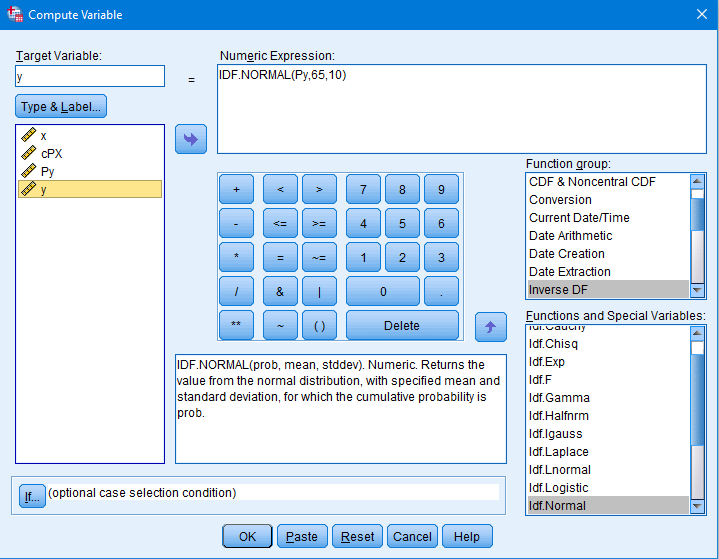 Compute Variable
Target Variable:
y
=
Numeric Expression:
IDF.NORMAL(Py,65,10)
Type & Label...
x
cPX
Py
y
+ < > 7 8 9
- <= >= 4 5 6
* = ~= 1 2 3
/ & | 0 .
** ~ ( ) Delete
Function group:
CDF & Noncentral CDF
Conversion
Current Date/Time
Date Arithmetic
Date Creation
Date Extraction
Inverse DF
IDF.NORMAL(prob, mean, stddev). Numeric. Returns the
value from the normal distribution, with specified mean and
standard deviation, for which the cumulative probability is
prob.
Functions and Special Variables:
Idf.Cauchy
Idf.Chisq
Idf.Exp
Idf.F
Idf.Gamma
Idf.Halfnrm
Idf.Igauss
Idf.Laplace
Idf.Lnormal
Idf.Logistic
Idf.Normal
If... (optional case selection condition)
OK Paste Reset Cancel Help